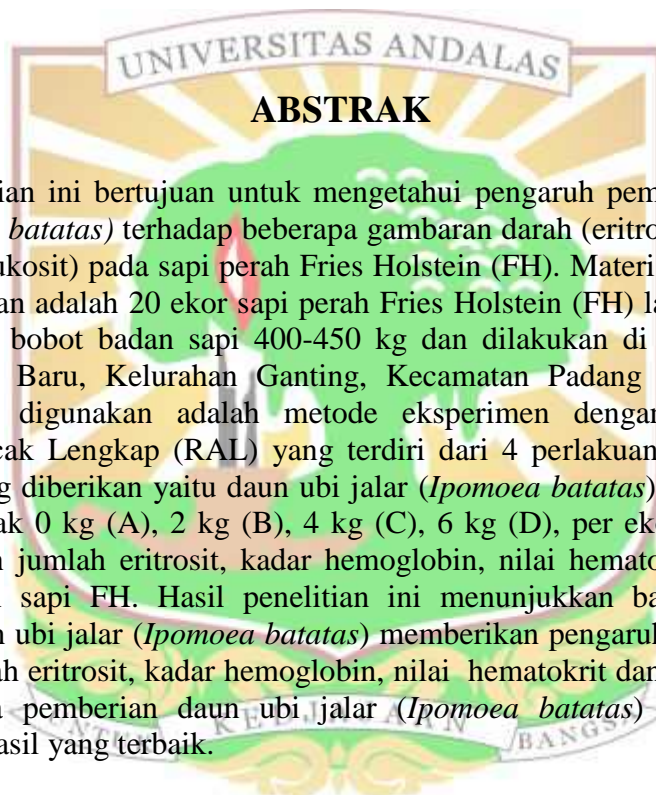 UNIVERSITAS ANDALAS
ABSTRAK
ian ini bertujuan untuk mengetahui pengaruh pem
batatas) terhadap beberapa gambaran darah (eritro
ukosit) pada sapi perah Fries Holstein (FH). Materi
an adalah 20 ekor sapi perah Fries Holstein (FH) la
bobot badan sapi 400-450 kg dan dilakukan di
Baru, Kelurahan Ganting, Kecamatan Padang
digunakan adalah metode eksperimen dengan
cak Lengkap (RAL) yang terdiri dari 4 perlakuan
g diberikan yaitu daun ubi jalar (Ipomoea batatas)
ak 0 kg (A), 2 kg (B), 4 kg (C), 6 kg (D), per eko
n jumlah eritrosit, kadar hemoglobin, nilai hemato
sapi FH. Hasil penelitian ini menunjukkan ba
n ubi jalar (Ipomoea batatas) memberikan pengaruh
ah eritrosit, kadar hemoglobin, nilai hematokrit dan
a pemberian daun ubi jalar (Ipomoea batatas)
asil yang terbaik.
UNTUK KEDJAJAAN BANGSA